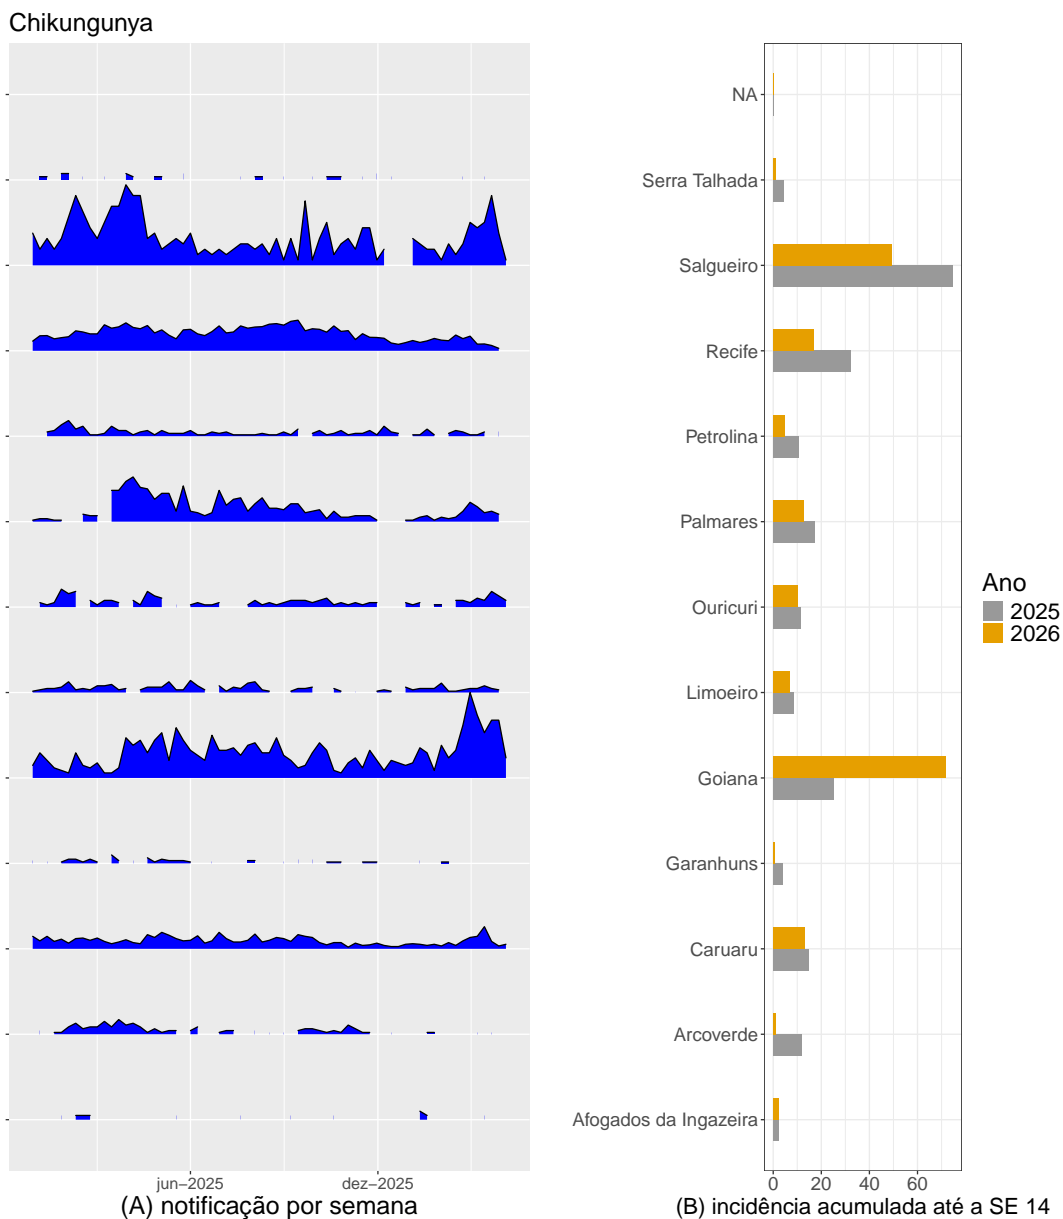 Chikungunya
NA
Serra Talhada
Salgueiro
Recife
Petrolina
Palmares
Ouricuri
Limoeiro
Goiana
Garanhuns
Caruaru
Arcoverde
Afogados da Ingazeira
jun−2025
dez−2025
(A) notificação por semana
0
20
40
60
(B) incidência acumulada até a SE 14
Ano
2025
2026